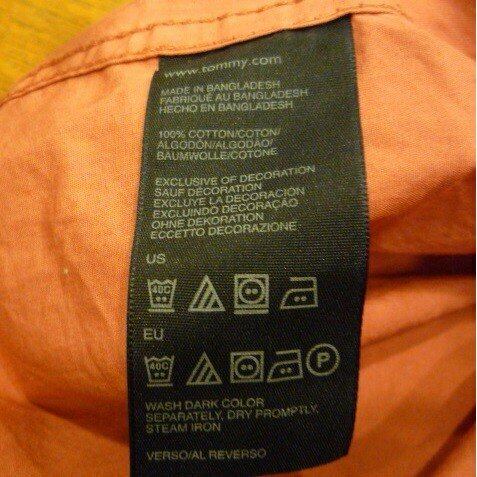 www.tommy.com
MADE IN BANGLADESH
FABRIQUÉ AU BANGLADESH
HECHO EN BANGLADESH
100% COTTON/COTON/
ALGODÓN/ALGODÃO/
BAUMWOLLE/COTONE
EXCLUSIVE OF DECORATION
SAUF DÉCORATION
EXCLUYE LA DECORACIÓN
EXCLUINDO DECORAÇÃO
OHNE DEKORATION
ECCETTO DECORAZIONE
US
40C
EU
40C P
WASH DARK COLOR
SEPARATELY, DRY PROMPTLY,
STEAM IRON
VERSO/AL REVERSO